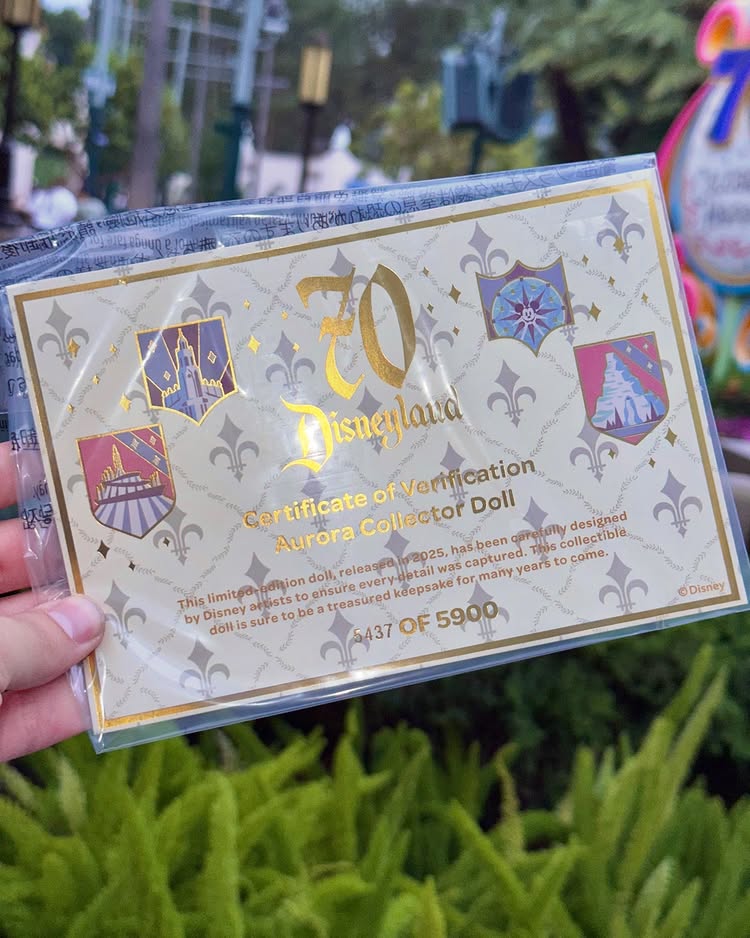 70
Disneyland
Certificate of Verification
Aurora Collector Doll
This limited-edition doll, released in 2025, has been carefully designed
by Disney artists to ensure every detail was captured. This collectible
doll is sure to be a treasured keepsake for many years to come.
5437 OF 5900
©Disney
7